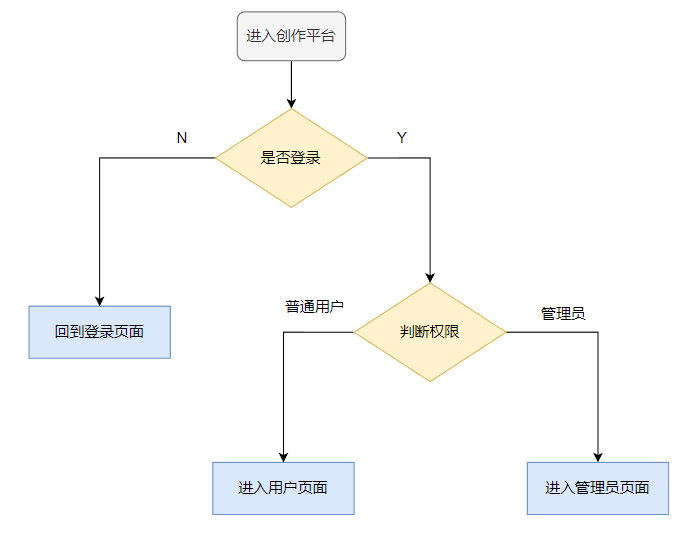 进入创作平台
N
Y
是否登录
普通用户
管理员
回到登录页面
判断权限
进入用户页面
进入管理员页面